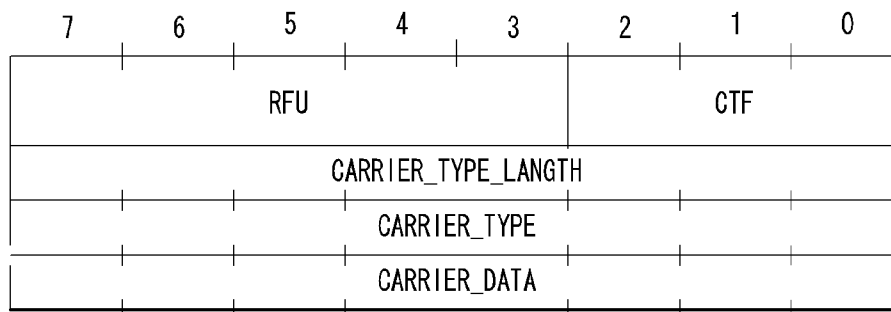 7 6 5 4 3 2 1 0
RFU CTF
CARRIER_TYPE_LANGTH
CARRIER_TYPE
CARRIER_DATA